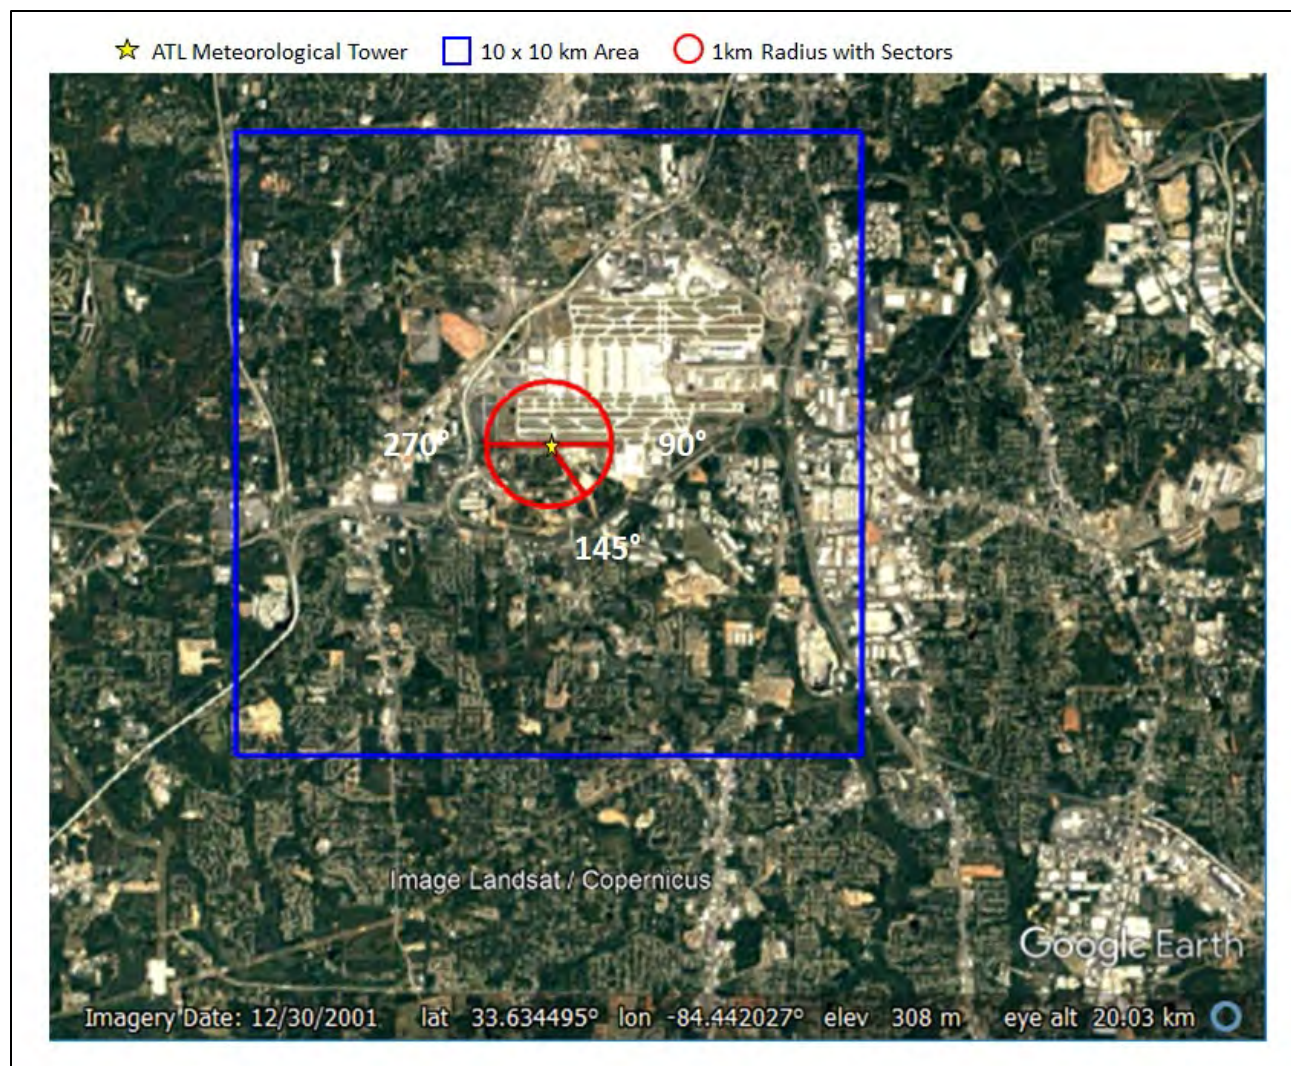 ATL Meteorological Tower 10 x 10 km Area 1km Radius with Sectors
270° 90°
145°
Image Landsat / Copernicus
Google Earth
Imagery Date: 12/30/2001 lat 33.634495° lon -84.442027° elev 308 m eye alt 20.03 km